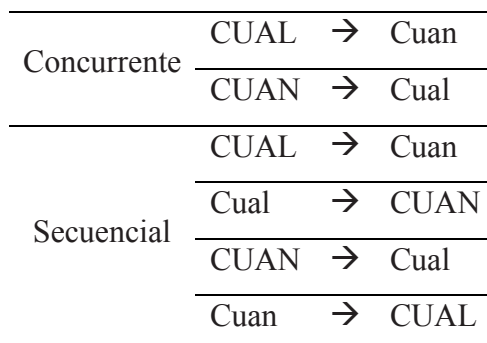 Concurrente
CUAL → Cuan
CUAN → Cual
Secuencial
CUAL → Cuan
Cual → CUAN
CUAN → Cual
Cuan → CUAL